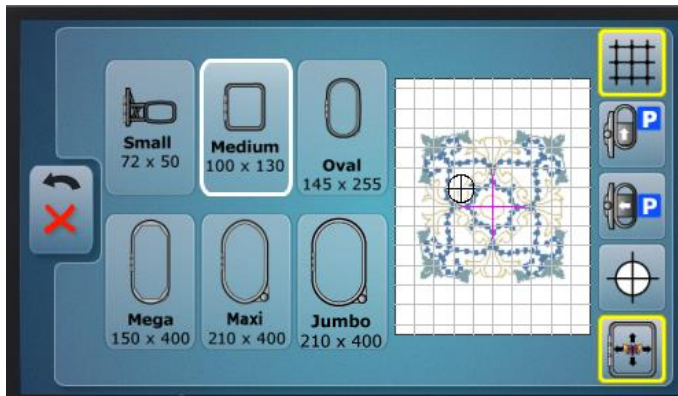 Small
72 x 50
Medium
100 x 130
Oval
145 x 255
P
P
Mega
150 x 400
Maxi
210 x 400
Jumbo
210 x 400